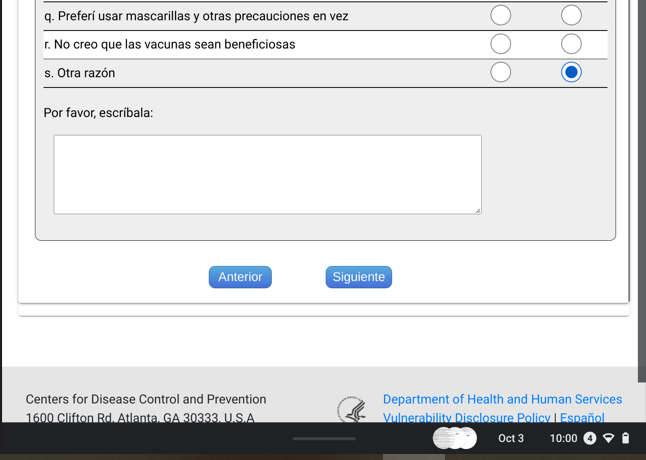 q. Preferí usar mascarillas y otras precauciones en vez
r. No creo que las vacunas sean beneficiosas
s. Otra razón
Por favor, escríbala:
Anterior Siguiente
Centers for Disease Control and Prevention
1600 Clifton Rd. Atlanta, GA 30333, U.S.A
Department of Health and Human Services
Vulnerability Disclosure Policy | Español
Oct 3 10:00 4